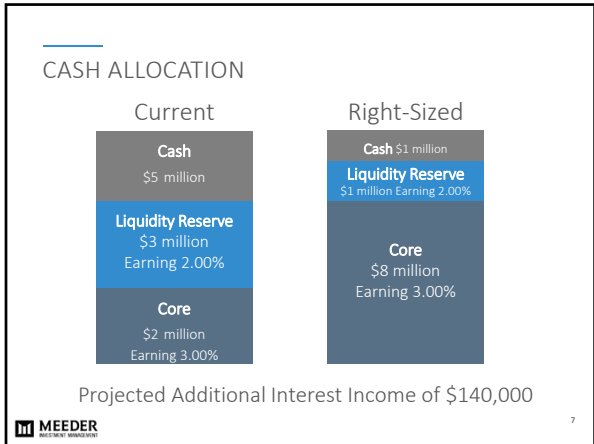 CASH ALLOCATION
Current
Cash
$5 million
Liquidity Reserve
$3 million
Earning 2.00%
Core
$2 million
Earning 3.00%
Right-Sized
Cash $1 million
Liquidity Reserve
$1 million Earning 2.00%
Core
$8 million
Earning 3.00%
Projected Additional Interest Income of $140,000
MEEDER
INVESTMENT MANAGEMENT
7